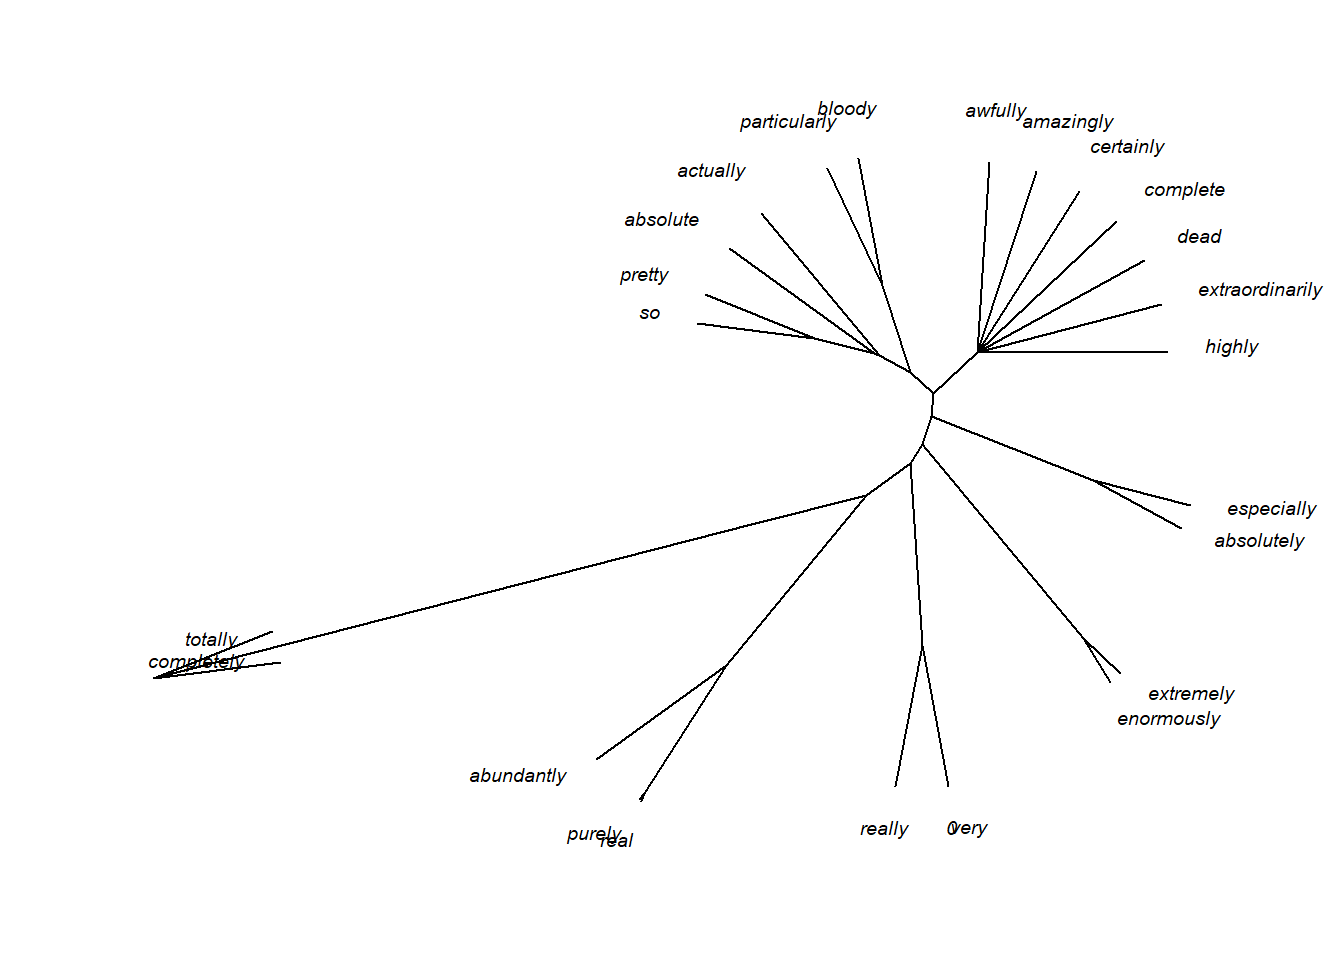 bloody
awfully
particularly
amazingly
certainly
actually
complete
absolute
dead
pretty
extraordinarily
so
highly
especially
absolutely
totally
completely
extremely
enormously
abundantly
purely
real
really
0
very